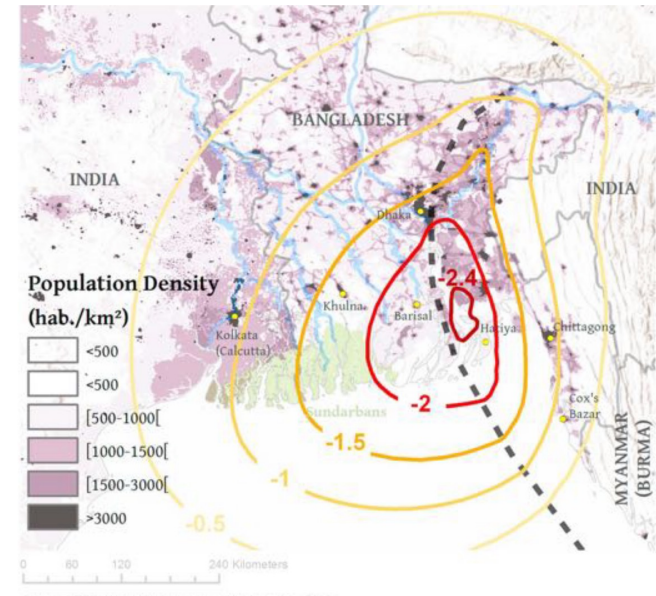 BANGLADESH
INDIA
INDIA
Dhaka
Population Density
(hab./km²)
<500
<500
[500-1000[
[1000-1500[
[1500-3000[
>3000
-2.4
Khulna
Barisal
Hatiya
Chittagong
Kolkata
(Calcutta)
Sundarbans
-2
Cox's
Bazar
-1.5
-1
-0.5
MYANMAR
(BURMA)
0 60 120 240 Kilometers